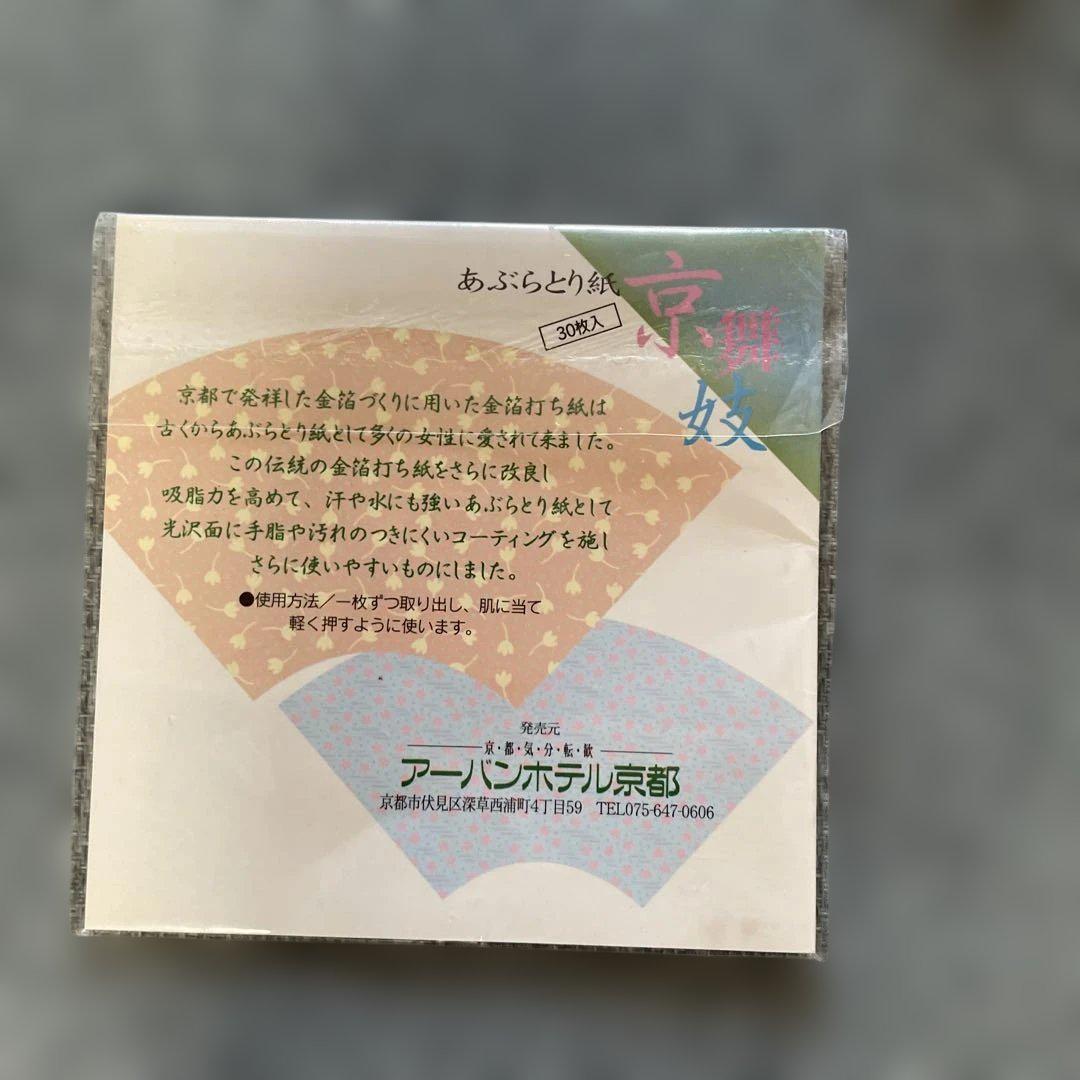 あぶらとり紙
京舞妓
30枚入
京都で発祥した金箔づくりに用いた金箔打ち紙は
古くからあぶらとり紙として多くの女性に愛されて来ました。
この伝統の金箔打ち紙をさらに改良し
吸脂力を高めて、汗や水にも強いあぶらとり紙として
光沢面に手脂や汚れのつきにくいコーティングを施し
さらに使いやすいものにしました。
●使用方法／一枚ずつ取り出し、肌に当て
軽く押すように使います。
発売元
京・都・気・分・転・歓
アーバンホテル京都
京都市伏見区深草西浦町4丁目59　TEL075-647-0606